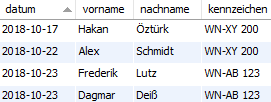 datum vorname nachname kennzeichen
2018-10-17 Hakan Öztürk WN-XY 200
2018-10-22 Alex Schmidt WN-XY 200
2018-10-23 Frederik Lutz WN-AB 123
2018-10-23 Dagmar Deiß WN-AB 123